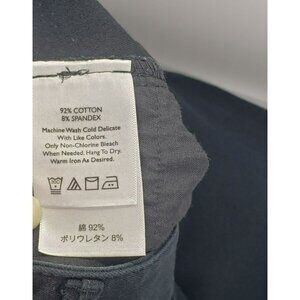 92% COTTON
8% SPANDEX
Machine Wash Cold Delicate
With Like Colors.
Only Non-Chlorine Bleach
When Needed. Hang To Dry.
Warm Iron As Desired.
綿 92%
ポリウレタン 8%